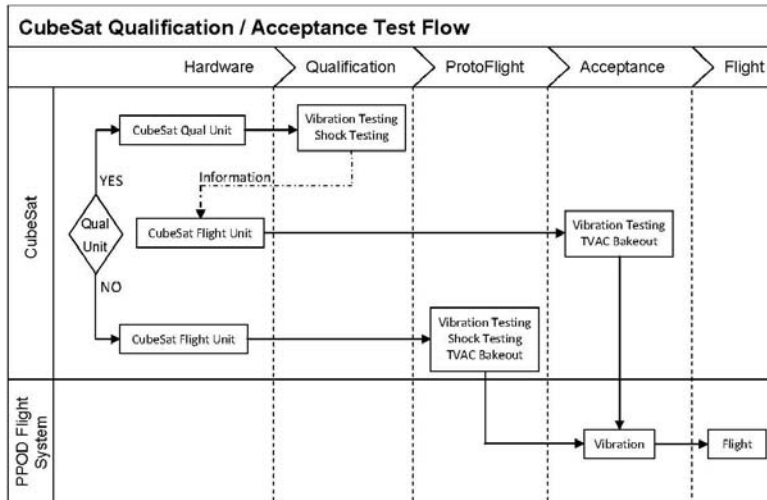 CubeSat Qualification / Acceptance Test Flow
Hardware
Qualification
ProtoFlight
Acceptance
Flight
CubeSat
CubeSat Qual Unit
Vibration Testing
Shock Testing
YES
Information
Qual
Unit
CubeSat Flight Unit
Vibration Testing
TVAC Bakeout
NO
CubeSat Flight Unit
Vibration Testing
Shock Testing
TVAC Bakeout
PPOD Flight
System
Vibration
Flight